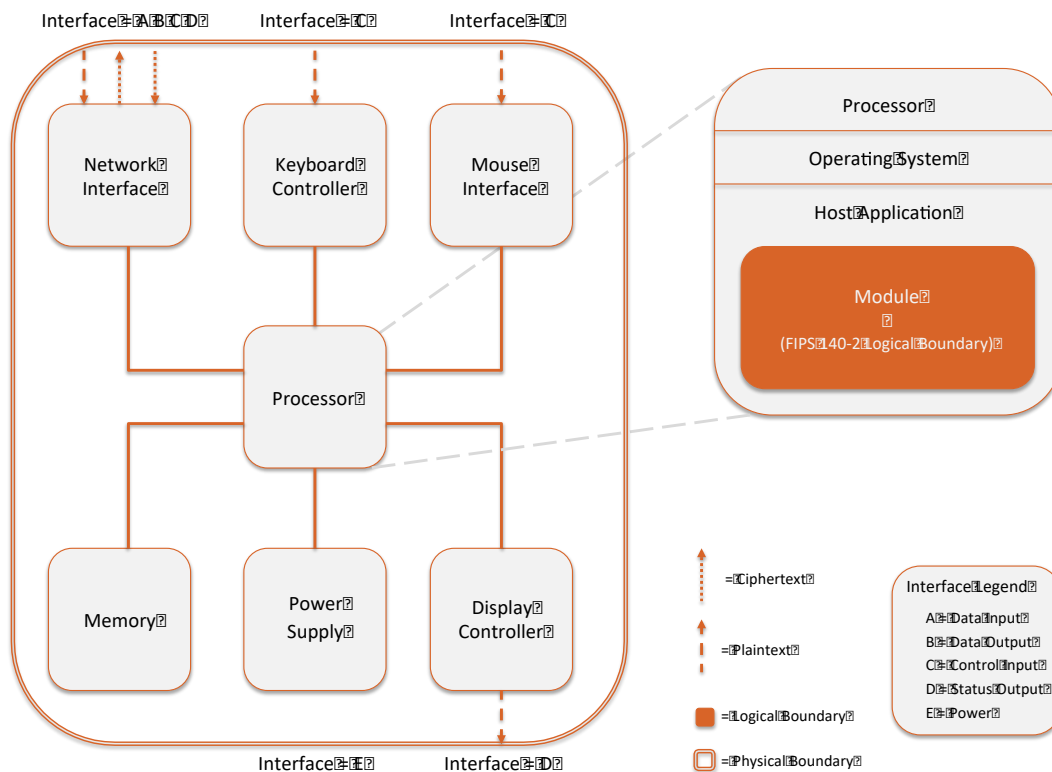 Interface = A B C D
Interface = C
Interface = C
Network
Interface
Keyboard
Controller
Mouse
Interface
Processor
Memory
Power
Supply
Display
Controller
Interface = E
Interface = D
Processor
Operating System
Host Application
Module
(FIPS 140-2 Logical Boundary)
= Ciphertext
= Plaintext
= Logical Boundary
= Physical Boundary
Interface Legend
A = Data Input
B = Data Output
C = Control Input
D = Status Output
E = Power